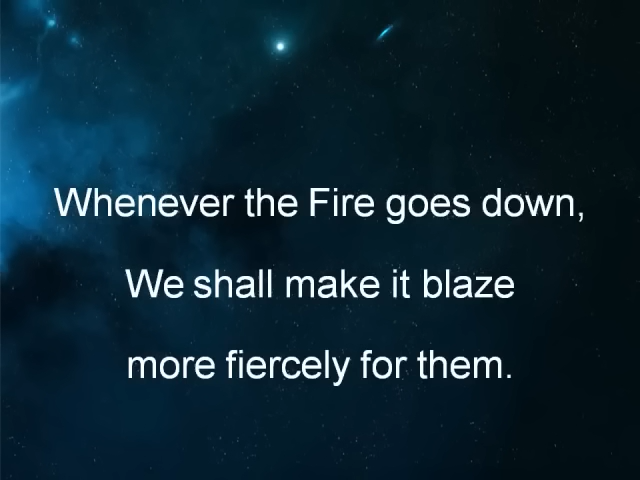 Whenever the Fire goes down,
We shall make it blaze
more fiercely for them.